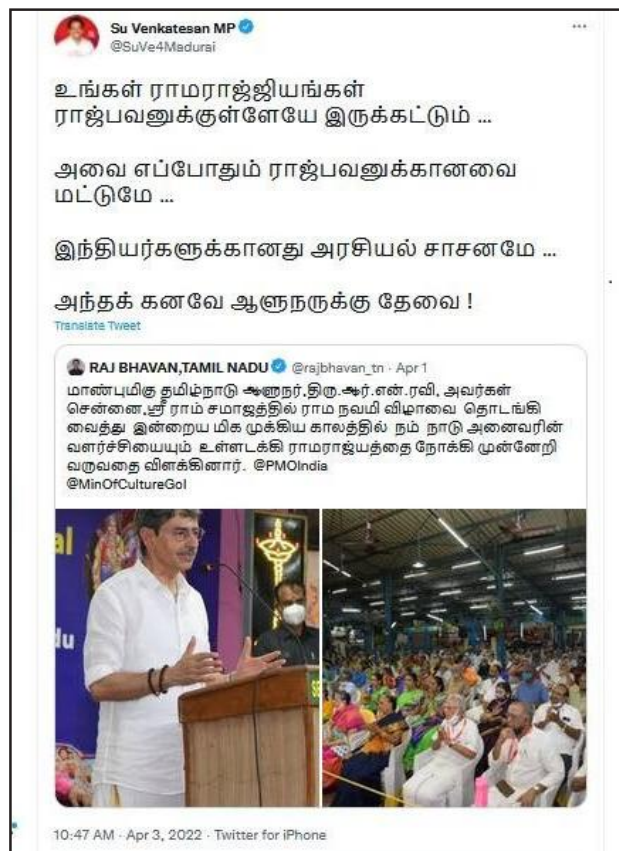 Su Venkatesan MP
@SuVe4Madurai
உங்கள் ராமராஜ்ஜியங்கள்
ராஜ்பவனுக்குள்ளேயே இருக்கட்டும் ...
அவை எப்போதும் ராஜ்பவனுக்கானவை
மட்டுமே ...
இந்தியர்களுக்கானது அரசியல் சாசனமே ...
அந்தக் கனவே ஆளுநருக்கு தேவை !
Translate Tweet
RAJ BHAVAN,TAMIL NADU @rajbhavan_tn · Apr 1
மாண்புமிகு தமிழ்நாடு ஆளுநர்,திரு.ஆர்.என்.ரவி, அவர்கள்
சென்னை,ஸ்ரீ ராம் சமாஜத்தில் ராம நவமி விழாவை தொடங்கி
வைத்து இன்றைய மிக முக்கிய காலத்தில் நம் நாடு அனைவரின்
வளர்ச்சியையும் உள்ளடக்கி ராமராஜ்யத்தை நோக்கி முன்னேறி
வருவதை விளக்கினார். @PMOIndia
@MinOfCultureGoI
al
du
SE
10:47 AM · Apr 3, 2022 · Twitter for iPhone